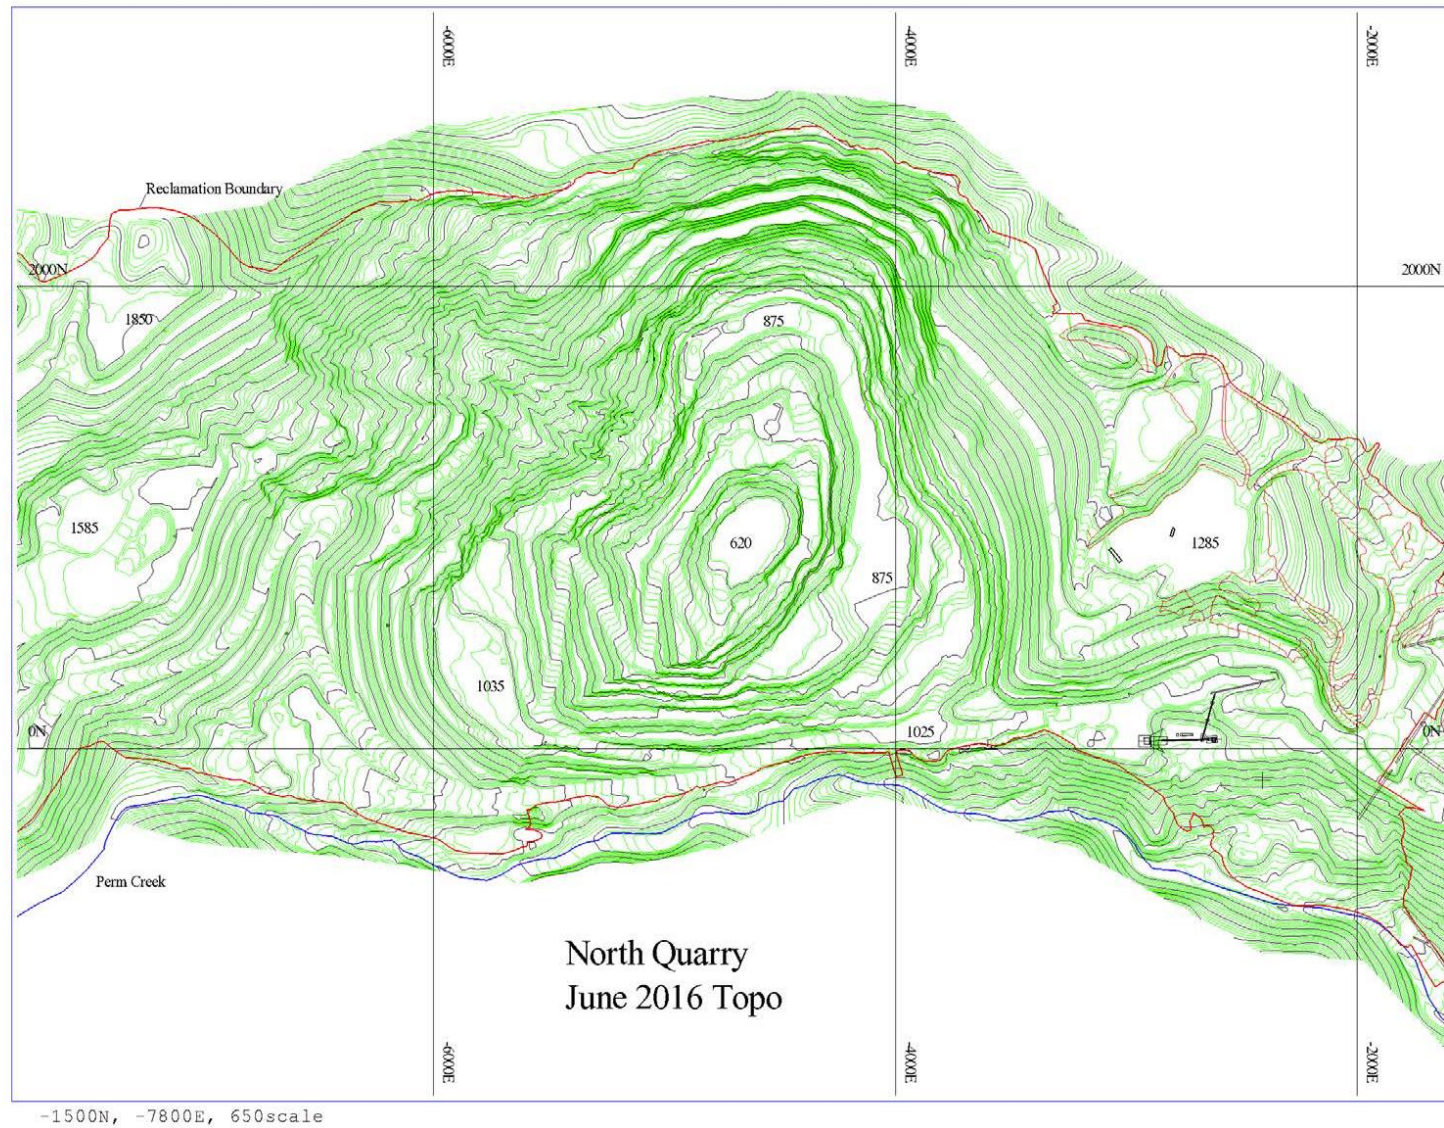 -6000E
-4000E
-2000E
Reclamation Boundary
2000N
2000N
1850
875
1585
620
1285
875
1035
0N
1025
0N
Perm Creek
North Quarry
June 2016 Topo
-6000E
-4000E
-2000E
-1500N, -7800E, 650scale